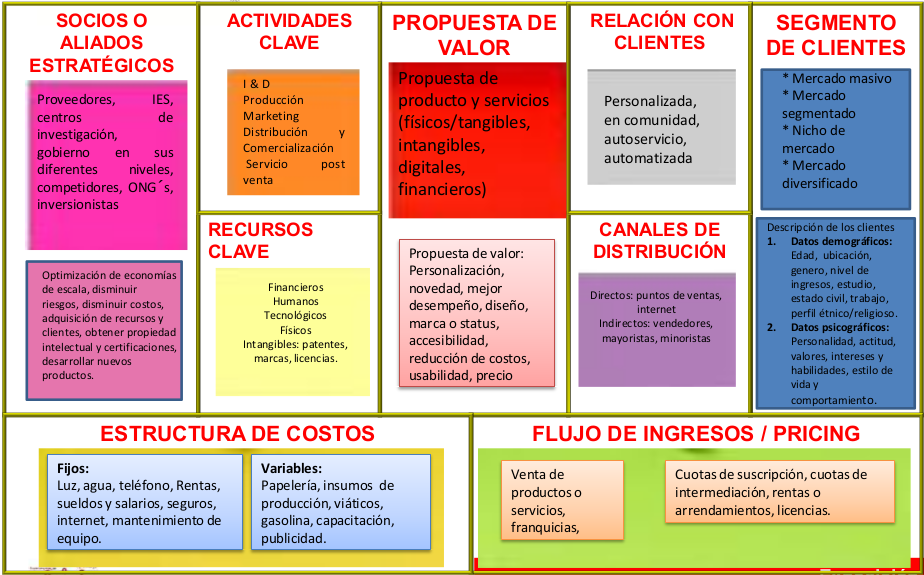 SOCIOS O
ALIADOS
ESTRATÉGICOS
Proveedores, IES,
centros de
investigación,
gobierno en sus
diferentes niveles,
competidores, ONG´s,
inversionistas
Optimización de economías
de escala, disminuir
riesgos, disminuir costos,
adquisición de recursos y
clientes, obtener propiedad
intelectual y certificaciones,
desarrollar nuevos
productos.
ACTIVIDADES
CLAVE
I & D
Producción
Marketing
Distribución y
Comercialización
Servicio post
venta
RECURSOS
CLAVE
Financieros
Humanos
Tecnológicos
Físicos
Intangibles: patentes,
marcas, licencias.
PROPUESTA DE
VALOR
Propuesta de
producto y servicios
(físicos/tangibles,
intangibles,
digitales,
financieros)
Propuesta de valor:
Personalización,
novedad, mejor
desempeño, diseño,
marca o status,
accesibilidad,
reducción de costos,
usabilidad, precio
RELACIÓN CON
CLIENTES
Personalizada,
en comunidad,
autoservicio,
automatizada
CANALES DE
DISTRIBUCIÓN
Directos: puntos de ventas,
internet
Indirectos: vendedores,
mayoristas, minoristas
SEGMENTO
DE CLIENTES
* Mercado masivo
* Mercado
segmentado
* Nicho de
mercado
* Mercado
diversificado
Descripción de los clientes
1. Datos demográficos:
Edad, ubicación,
genero, nivel de
ingresos, estudio,
estado civil, trabajo,
perfil étnico/religioso.
2. Datos psicográficos:
Personalidad, actitud,
valores, intereses y
habilidades, estilo de
vida y
comportamiento.
ESTRUCTURA DE COSTOS
Fijos:
Luz, agua, teléfono, Rentas,
sueldos y salarios, seguros,
internet, mantenimiento de
equipo.
Variables:
Papelería, insumos de
producción, viáticos,
gasolina, capacitación,
publicidad.
FLUJO DE INGRESOS / PRICING
Venta de
productos o
servicios,
franquicias,
Cuotas de suscripción, cuotas de
intermediación, rentas o
arrendamientos, licencias.